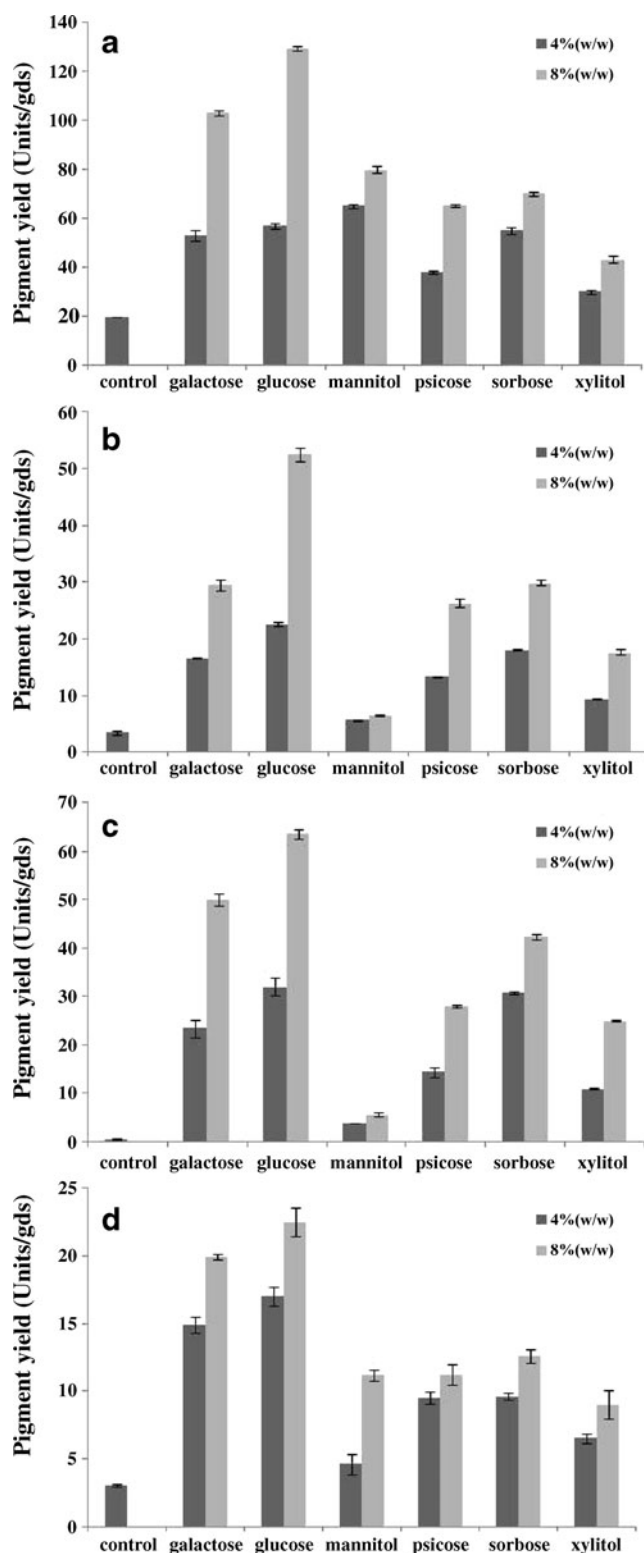 a
4%(w/w)
8%(w/w)
Pigment yield (Units/gds)
140
120
100
80
60
40
20
0
control galactose glucose mannitol psicose sorbose xylitol
b
4%(w/w)
8%(w/w)
Pigment yield (Units/gds)
60
50
40
30
20
10
0
control galactose glucose mannitol psicose sorbose xylitol
c
4%(w/w)
8%(w/w)
Pigment yield (Units/gds)
70
60
50
40
30
20
10
0
control galactose glucose mannitol psicose sorbose xylitol
d
4%(w/w)
8%(w/w)
Pigment yield (Units/gds)
25
20
15
10
5
0
control galactose glucose mannitol psicose sorbose xylitol